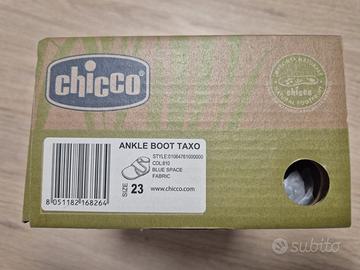 chicco
chicco
ANKLE BOOT TAXO
STYLE:01064761000000
COL:810
BLUE SPACE
FABRIC
SIZE 23 www.chicco.com
8 051182 168264
subito